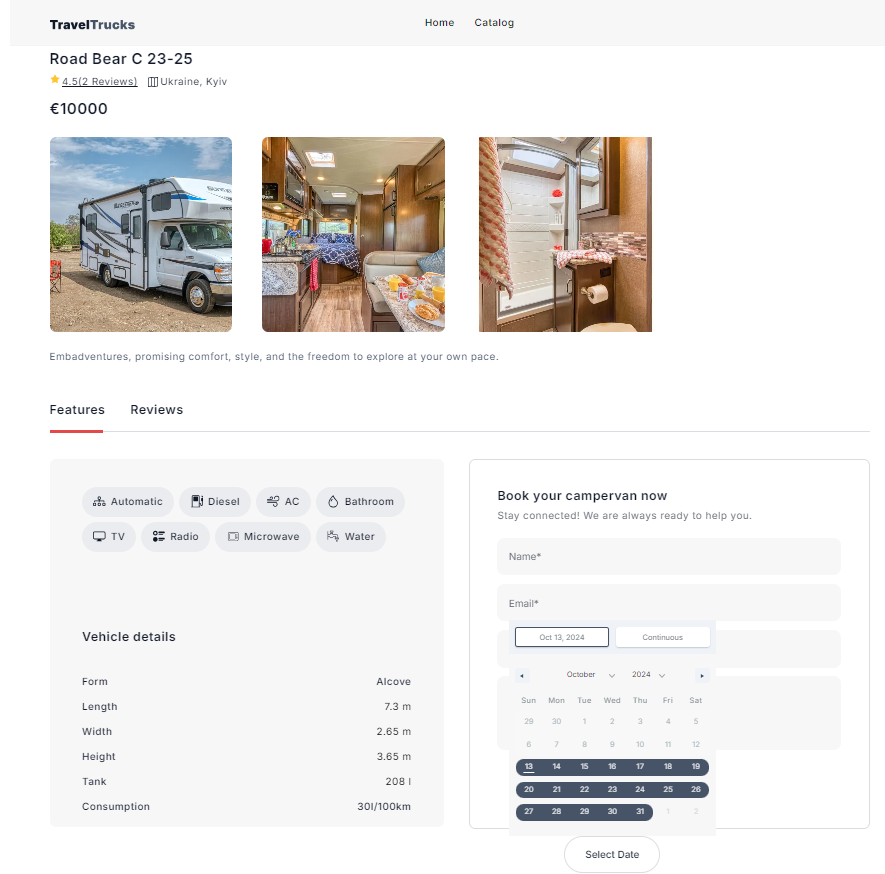 TravelTrucks Home Catalog
Road Bear C 23-25
4.5(2 Reviews) Ukraine, Kyiv
€10000
Embadventures, promising comfort, style, and the freedom to explore at your own pace.
Features Reviews
Automatic Diesel AC Bathroom
TV Radio Microwave Water
Vehicle details
Form Alcove
Length 7.3 m
Width 2.65 m
Height 3.65 m
Tank 208 l
Consumption 30l/100km
Book your campervan now
Stay connected! We are always ready to help you.
Name*
Email*
Oct 13, 2024 Continuous
October 2024
Sun Mon Tue Wed Thu Fri Sat
29 30 1 2 3 4 5
6 7 8 9 10 11 12
13 14 15 16 17 18 19
20 21 22 23 24 25 26
27 28 29 30 31 1 2
Select Date